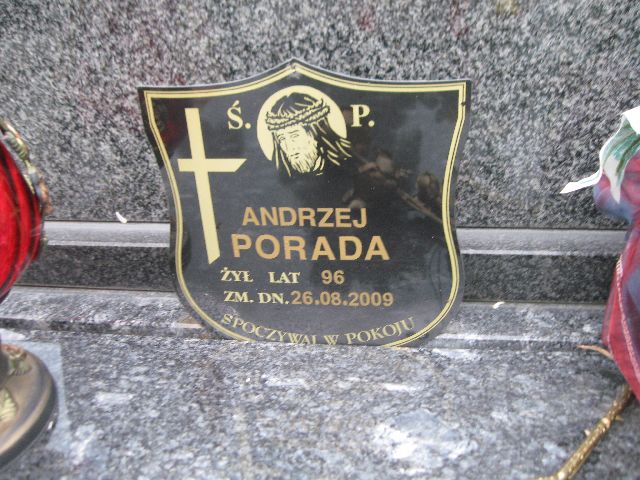 Ś. P.
ANDRZEJ
PORADA
ŻYŁ LAT 96
ZM. DN. 26.08.2009
SPOCZYWAJ W POKOJU